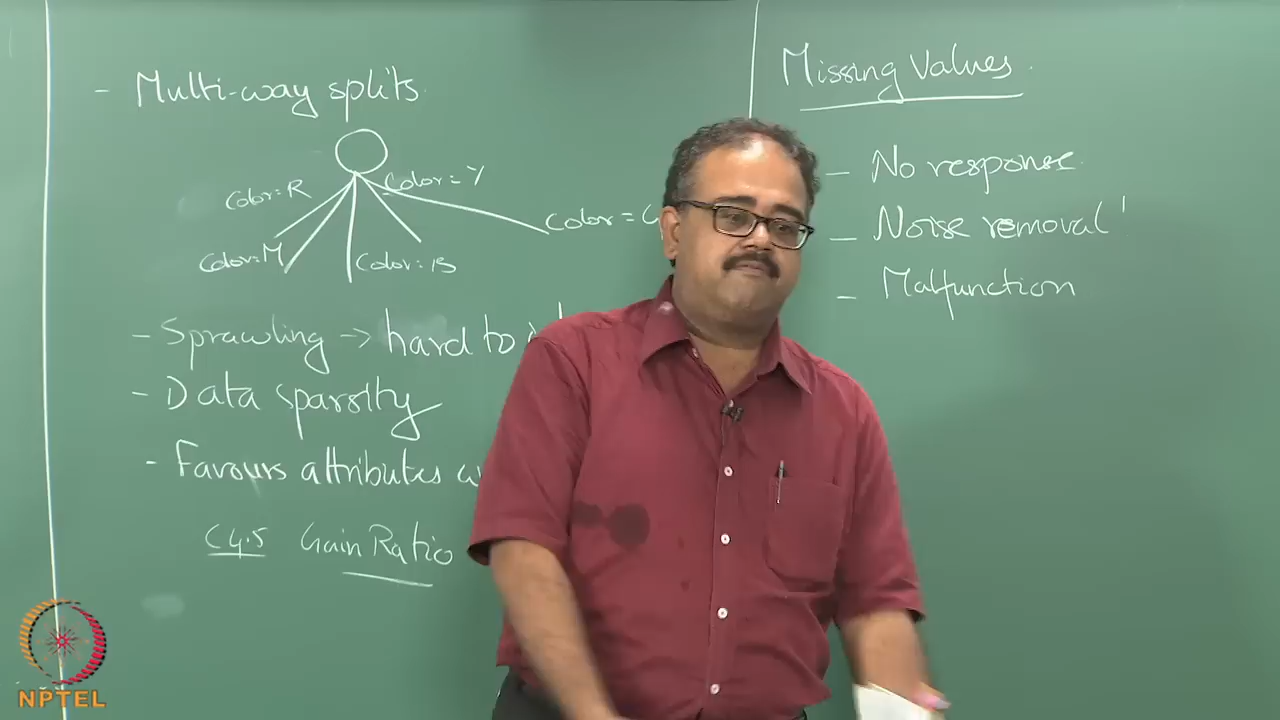 - Multi-way splits
Color=R
Color=Y
Color=M
Color=B
Color=
- Sprawling → hard to
- Data sparsity
- Favours attributes
C4.5 Gain Ratio
Missing Values
- No response
- Noise removal
- Malfunction
NPTEL